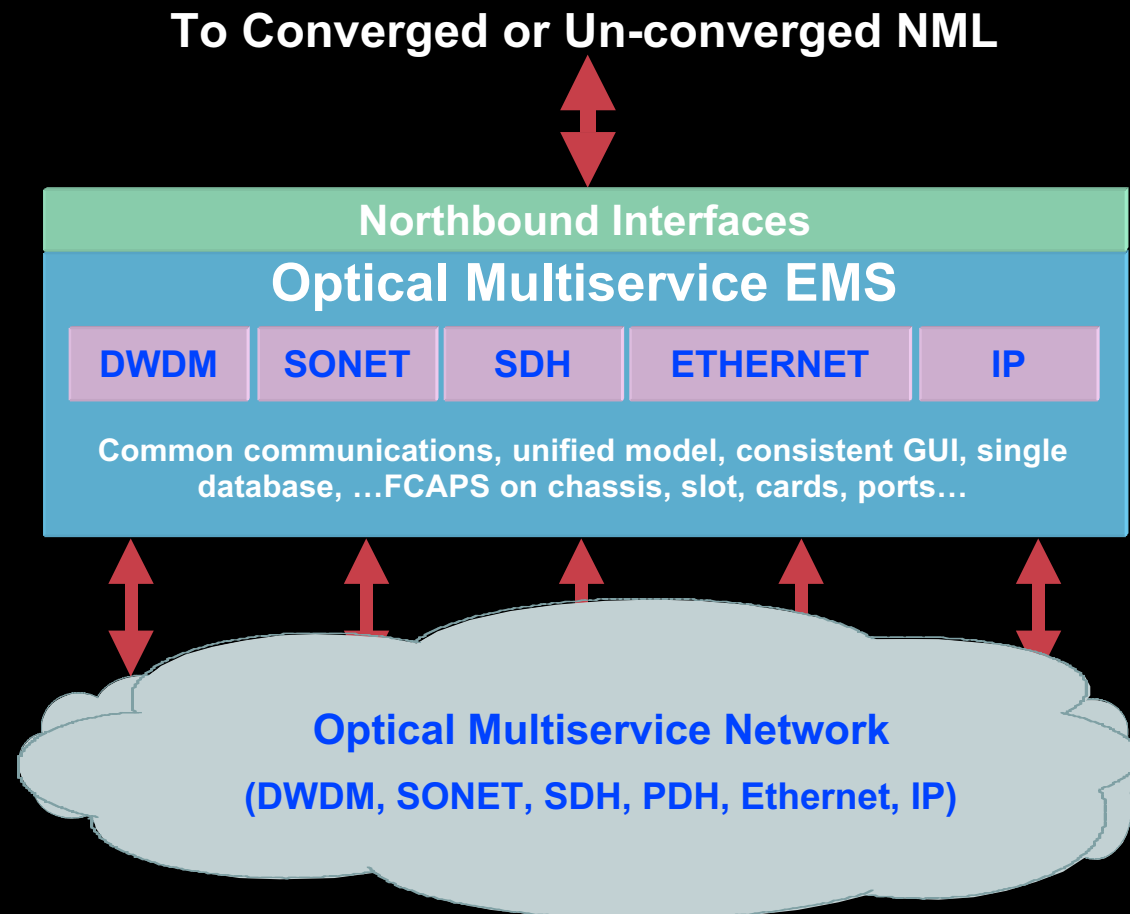 To Converged or Un-converged NML
Northbound Interfaces
Optical Multiservice EMS
DWDM SONET SDH ETHERNET IP
Common communications, unified model, consistent GUI, single
database, …FCAPS on chassis, slot, cards, ports…
Optical Multiservice Network
(DWDM, SONET, SDH, PDH, Ethernet, IP)